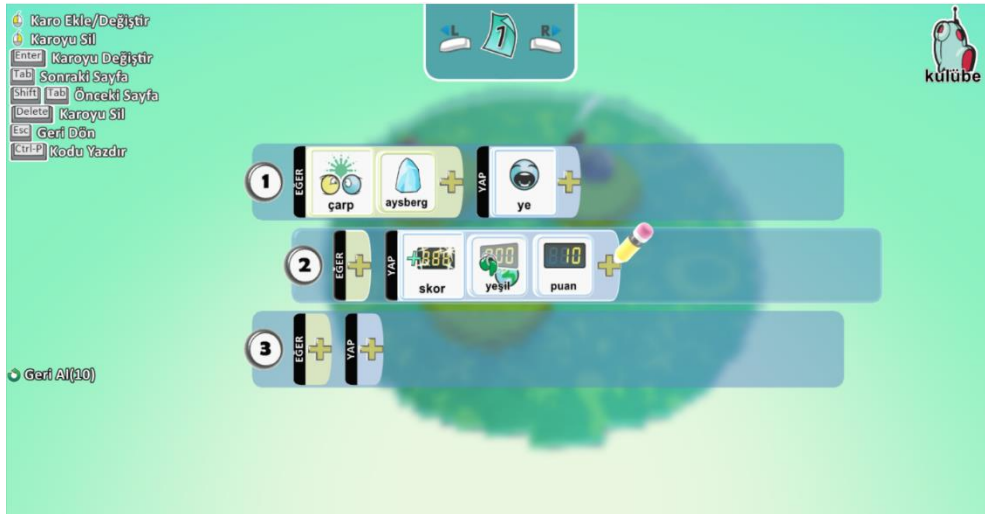 Karo Ekle/Değiştir
Karoyu Sil
Enter Karoyu Değiştir
Tab Sonraki Sayfa
Shift Tab Önceki Sayfa
Delete Karoyu Sil
Esc Geri Dön
Ctrl-P Kodu Yazdır
L 1 R
kulübe
1 EĞER çarp aysberg YAP ye
2 EĞER YAP skor yeşil 10 puan
3 EĞER YAP
Geri Al(10)